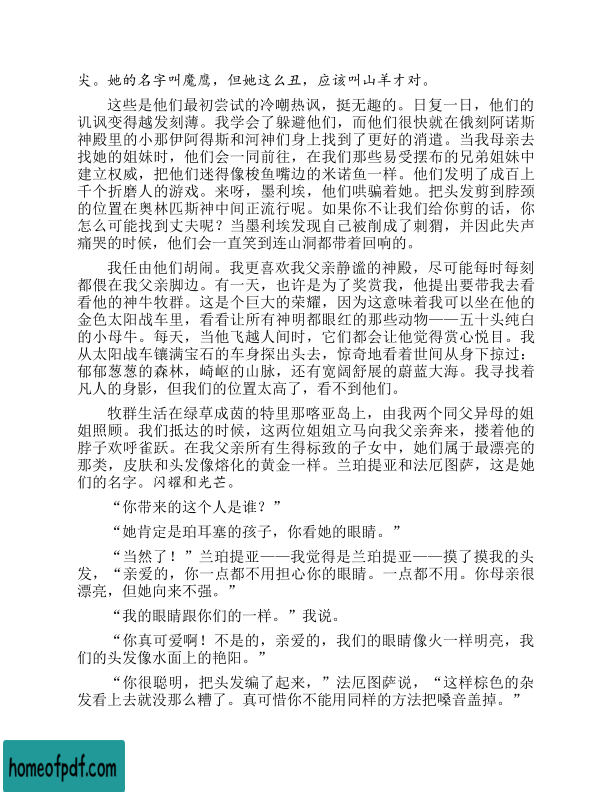 尖。她的名字叫魔鹰，但她这么丑，应该叫山羊才对。
这些是他们最初尝试的冷嘲热讽，挺无趣的。日复一日，他们的
讥讽变得越发刻薄。我学会了躲避他们，而他们很快就在俄刻阿诺斯
神殿里的小那伊阿得斯和河神们身上找到了更好的消遣。当我母亲去
找她的姐妹时，他们会一同前往，在我们那些易受摆布的兄弟姐妹中
建立权威，把他们迷得像梭鱼嘴边的米诺鱼一样。他们发明了成百上
千个折磨人的游戏。来呀，墨利埃，他们哄骗着她。把头发剪到脖颈
的位置在奥林匹斯神中间正流行呢。如果你不让我们给你剪的话，你
怎么可能找到丈夫呢？当墨利埃发现自己被削成了刺猬，并因此失声
痛哭的时候，他们会一直笑到连山洞都带着回响的。
我任由他们胡闹。我更喜欢我父亲静谧的神殿，尽可能每时每刻
都偎在我父亲脚边。有一天，也许是为了奖赏我，他提出要带我去看
看他的神牛牧群。这是个巨大的荣耀，因为这意味着我可以坐在他的
金色太阳战车里，看看让所有神明都眼红的那些动物——五十头纯白
的小母牛。每天，当他飞越人间时，它们都会让他觉得赏心悦目。我
从太阳战车镶满宝石的车身探出头去，惊奇地看着世间从身下掠过：
郁郁葱葱的森林，崎岖的山脉，还有宽阔舒展的蔚蓝大海。我寻找着
凡人的身影，但我们的位置太高了，看不到他们。
牧群生活在绿草成茵的特里那喀亚岛上，由我两个同父异母的姐
姐照顾。我们抵达的时候，这两位姐姐立马向我父亲奔来，搂着他的
脖子欢呼雀跃。在我父亲所有生得标致的子女中，她们属于最漂亮的
那类，皮肤和头发像熔化的黄金一样。兰珀提亚和法厄图萨，这是她
们的名字。闪耀和光芒。
“你带来的这个人是谁？”
“她肯定是珀耳塞的孩子，你看她的眼睛。”
“当然了！”兰珀提亚——我觉得是兰珀提亚——摸了摸我的头
发，“亲爱的，你一点都不用担心你的眼睛。一点都不用。你母亲很
漂亮，但她向来不强。”
“我的眼睛跟你们的一样。”我说。
“你真可爱啊！不是的，亲爱的，我们的眼睛像火一样明亮，我
们的头发像水面上的艳阳。”
“你很聪明，把头发编了起来，”法厄图萨说，“这样棕色的杂
发看上去就没那么糟了。真可惜你不能用同样的方法把嗓音盖掉。”
homeofpdf.com